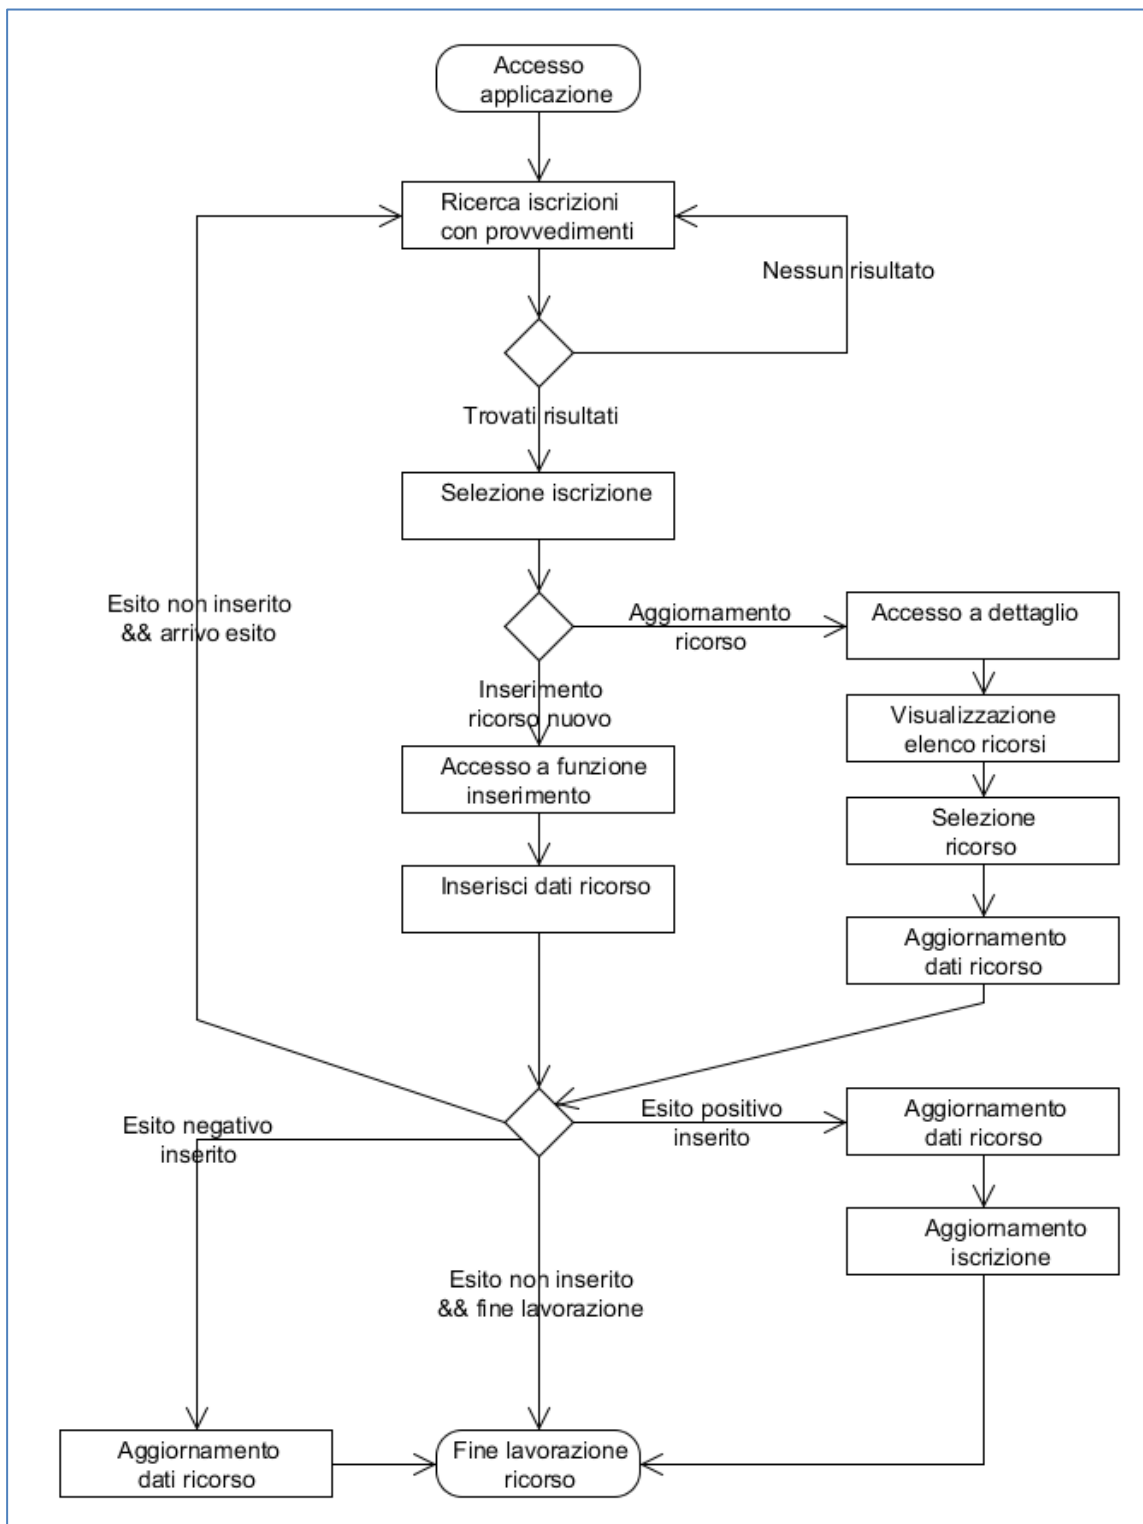 Accesso
applicazione
Ricerca iscrizioni
con provvedimenti
Nessun risultato
Trovati risultati
Selezione iscrizione
Esito non inserito
&& arrivo esito
Aggiornamento
ricorso
Accesso a dettaglio
Inserimento
ricorso nuovo
Visualizzazione
elenco ricorsi
Accesso a funzione
inserimento
Selezione
ricorso
Inserisci dati ricorso
Aggiornamento
dati ricorso
Esito negativo
inserito
Esito positivo
inserito
Aggiornamento
dati ricorso
Aggiornamento
iscrizione
Esito non inserito
&& fine lavorazione
Aggiornamento
dati ricorso
Fine lavorazione
ricorso